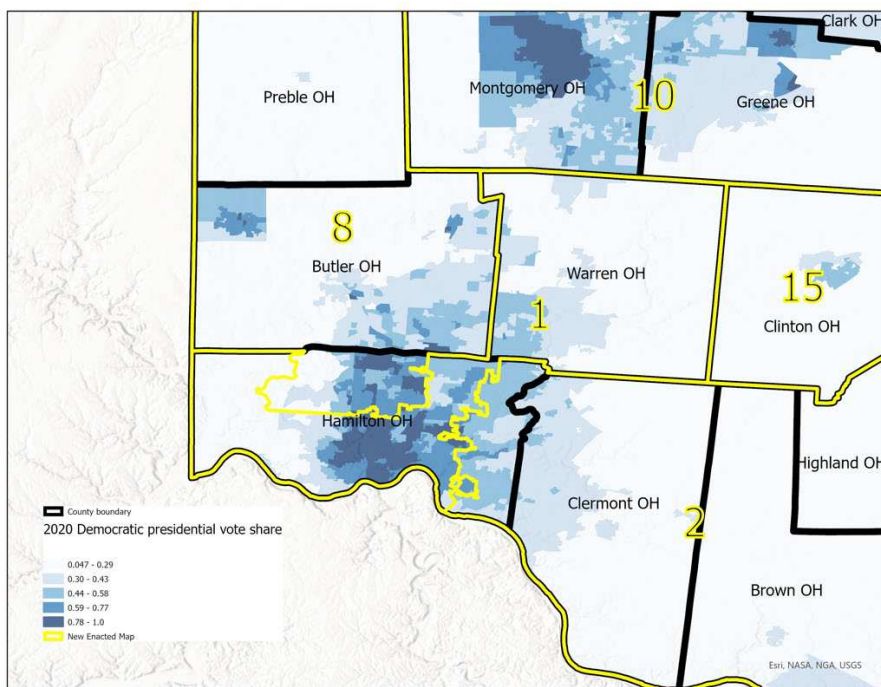 Clark OH
Preble OH
Montgomery OH
10
Greene OH
8
Butler OH
Warren OH
1
15
Clinton OH
Hamilton OH
Highland OH
Clermont OH
2
Brown OH
County boundary
2020 Democratic presidential vote share
0.047 - 0.29
0.30 - 0.43
0.44 - 0.58
0.59 - 0.77
0.78 - 1.0
New Enacted Map
Esri, NASA, NGA, USGS